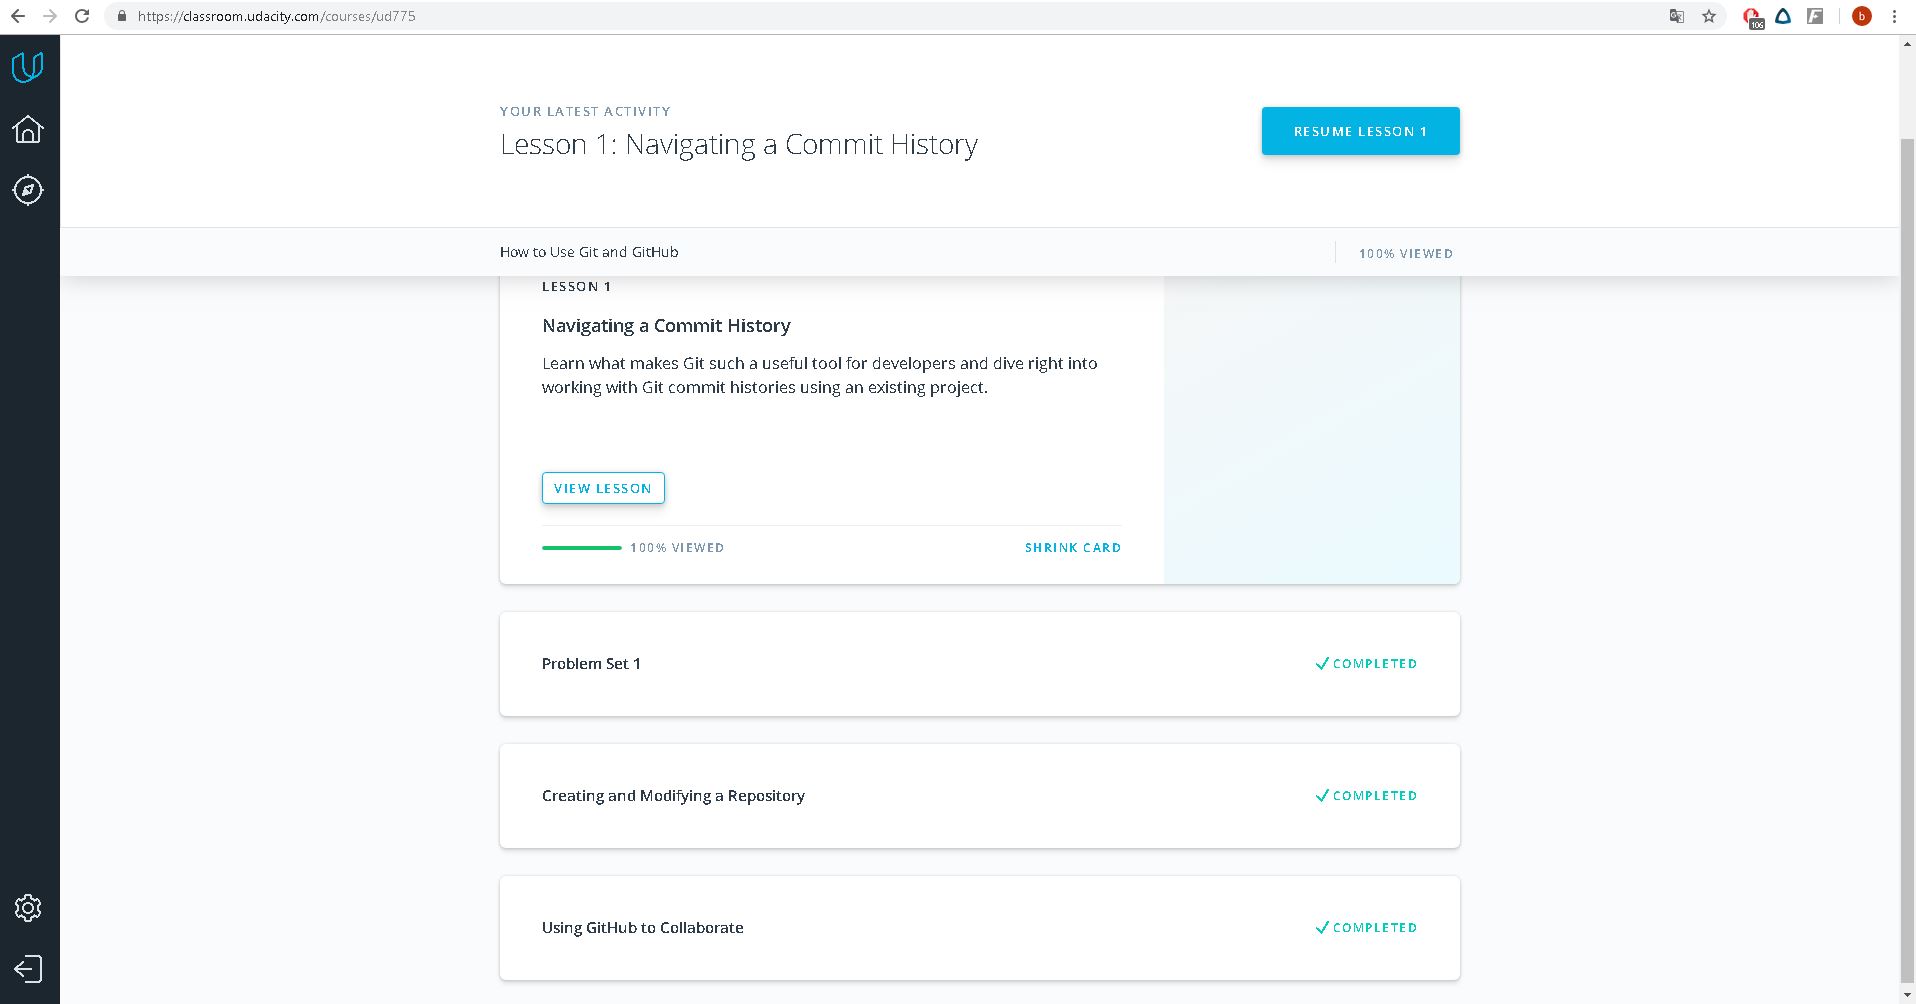 https://classroom.udacity.com/courses/ud775
106
b
YOUR LATEST ACTIVITY
Lesson 1: Navigating a Commit History
RESUME LESSON 1
How to Use Git and GitHub
100% VIEWED
LESSON 1
Navigating a Commit History
Learn what makes Git such a useful tool for developers and dive right into
working with Git commit histories using an existing project.
VIEW LESSON
100% VIEWED
SHRINK CARD
Problem Set 1
COMPLETED
Creating and Modifying a Repository
COMPLETED
Using GitHub to Collaborate
COMPLETED